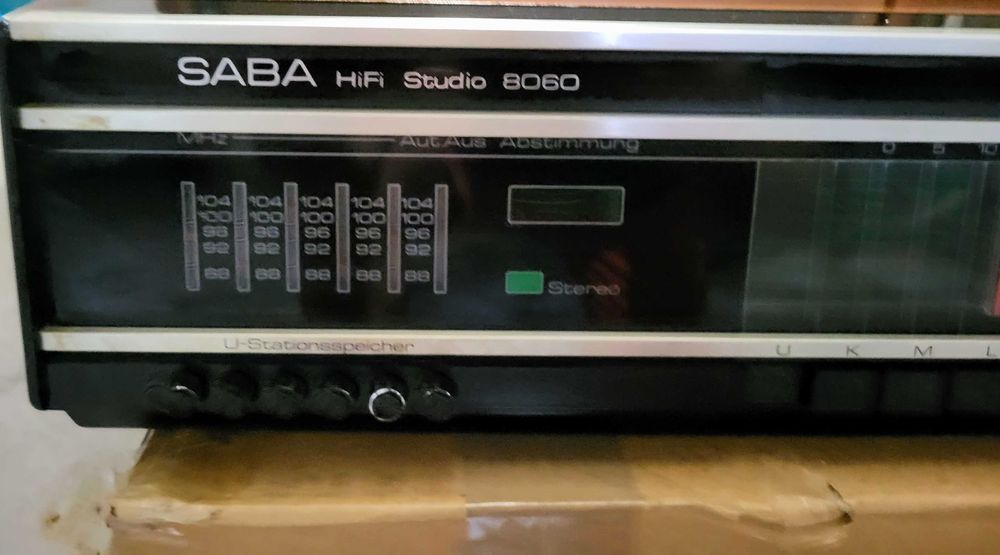 SABA HiFi Studio 8060
MHz Aut.Aus Abstimmung
0 5 10
104 104 104 104 104
100 100 100 100 100
96 96 96 96 96
92 92 92 92 92
88 88 88 88 88
Stereo
U-Stationsspeicher
U K M L